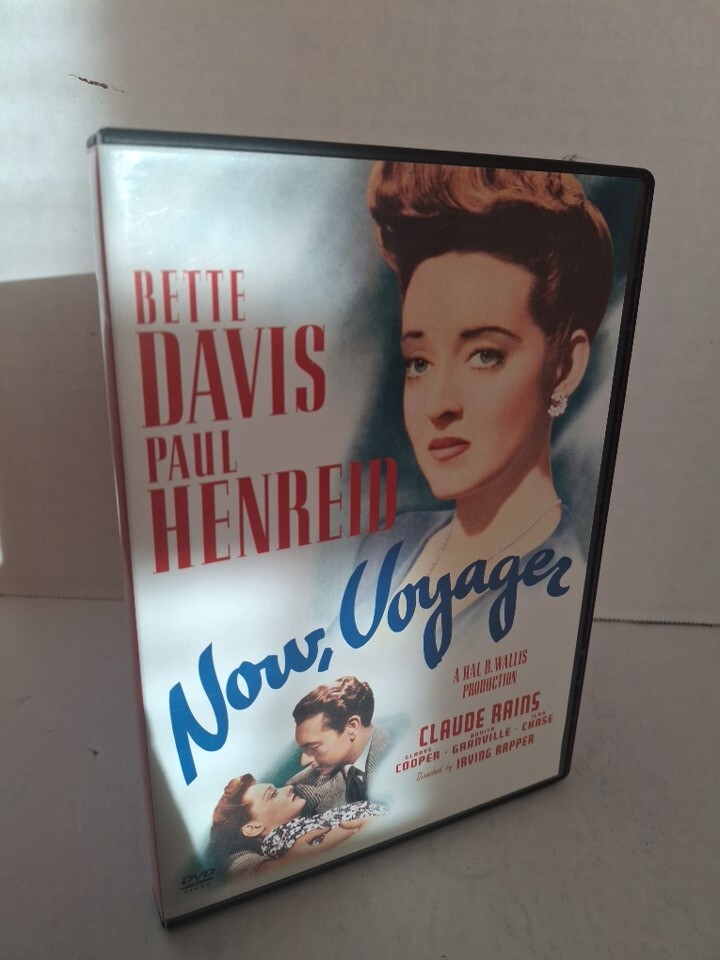 BETTE
DAVIS
PAUL
HENREID
Now, Voyager
A HAL B. WALLIS
PRODUCTION
CLAUDE RAINS
GLADYS BONITA ILKA
COOPER · GRANVILLE · CHASE
Directed by IRVING RAPPER
DVD
VIDEO